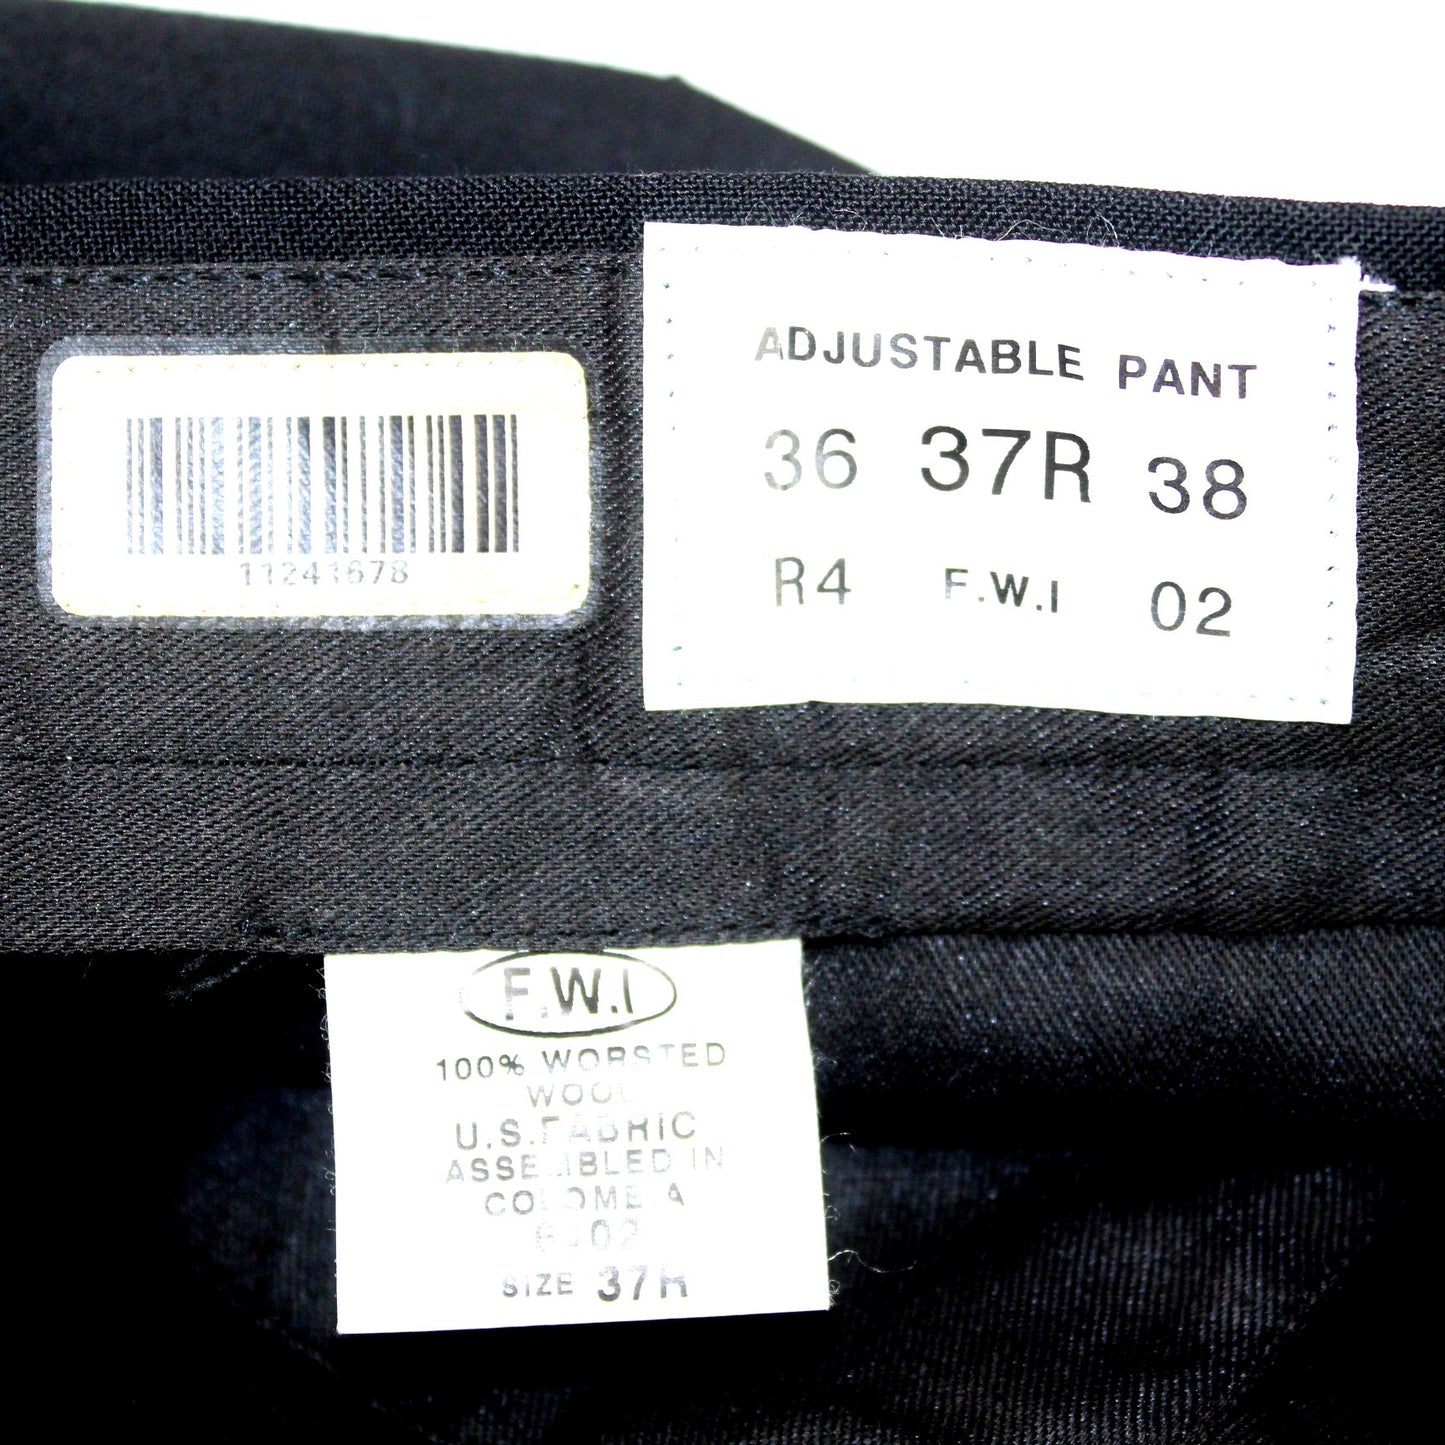 11241678
ADJUSTABLE PANT
36 37R 38
R4 F.W.I 02
F.W.I
100% WORSTED
WOOL
U.S.FABRIC
ASSEMBLED IN
COLOMBIA
SIZE 37R